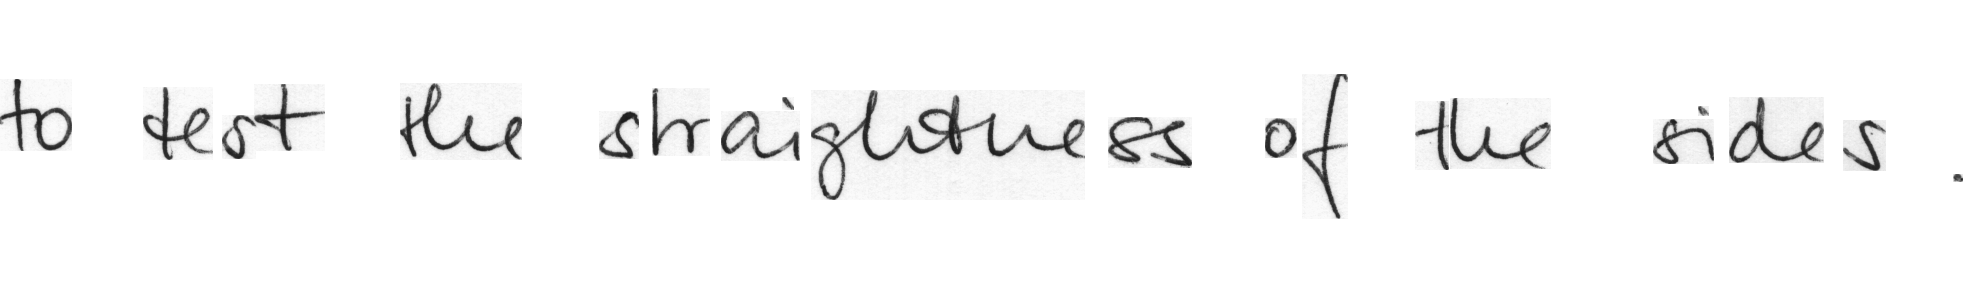 to test the straightness of the sides .